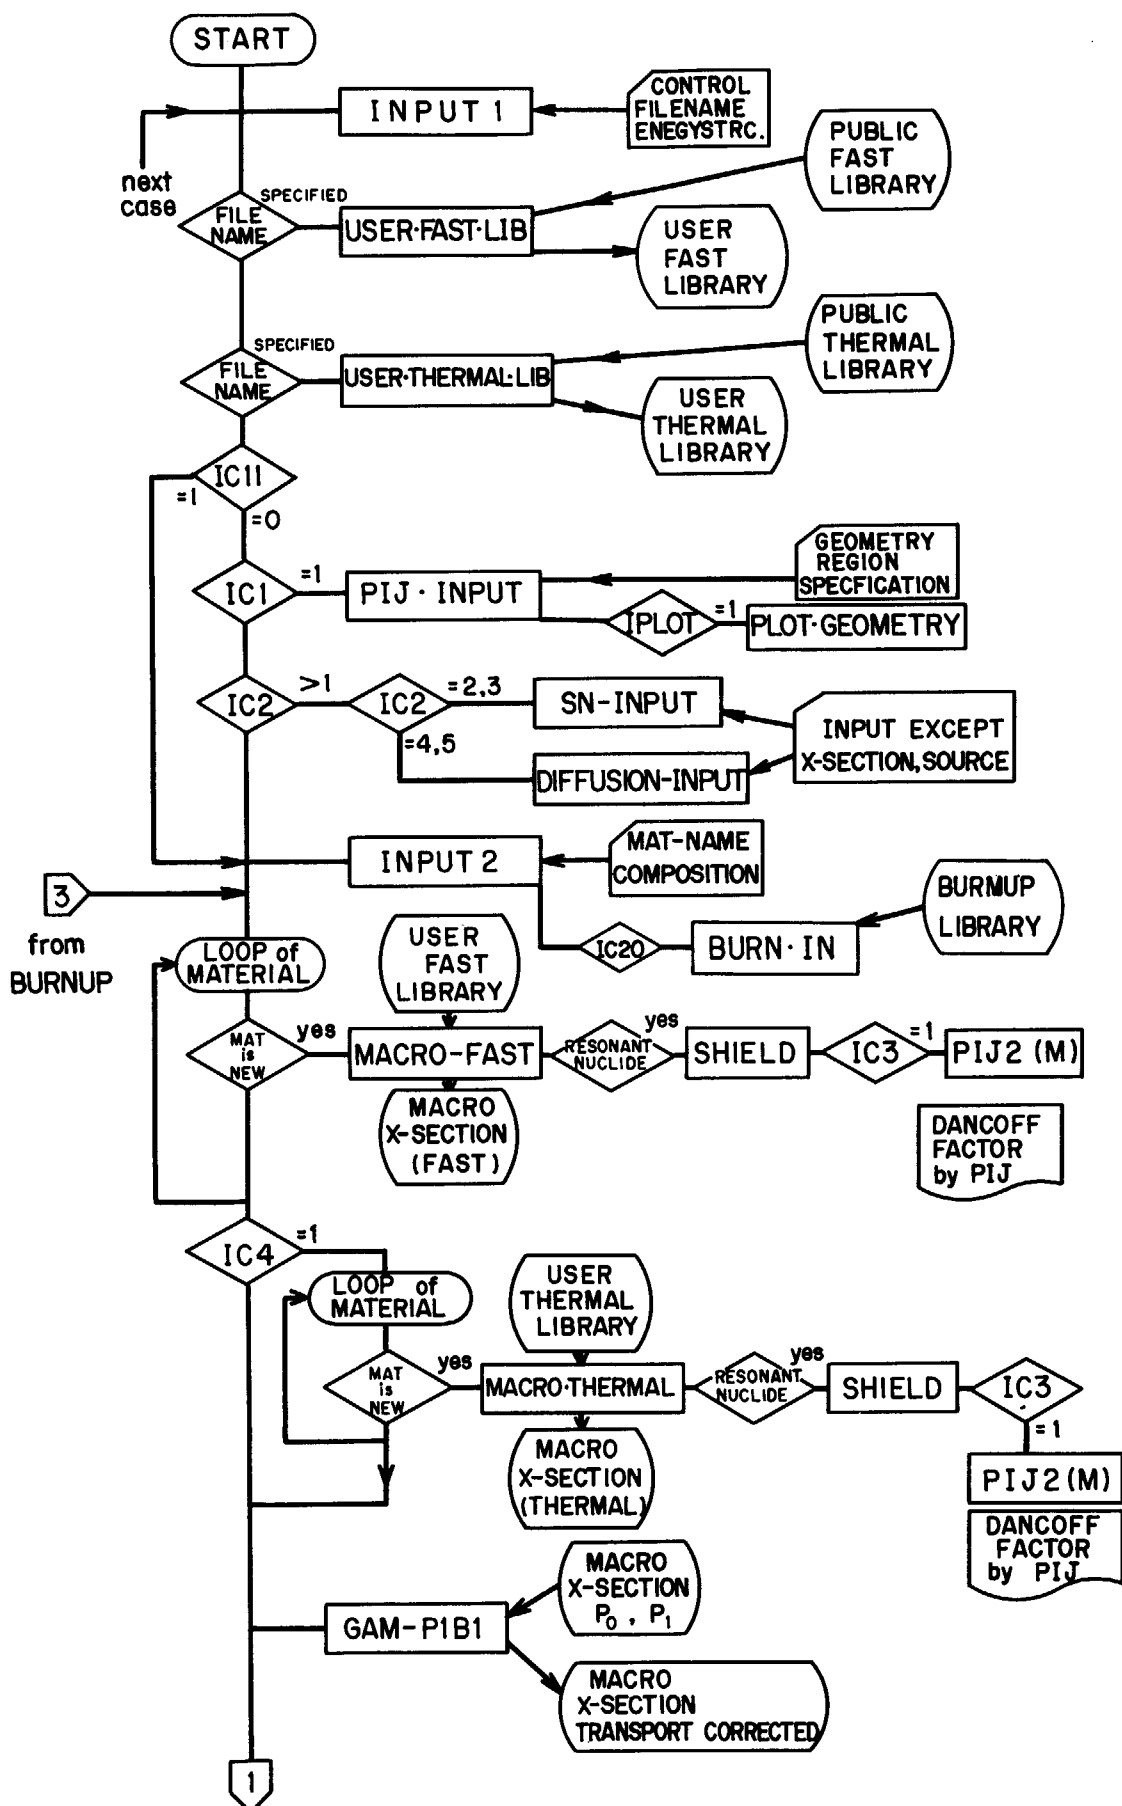 START
INPUT 1
CONTROL
FILENAME
ENEGYSTRC.
next
case
PUBLIC
FAST
LIBRARY
SPECIFIED
FILE
NAME
USER·FAST·LIB
USER
FAST
LIBRARY
PUBLIC
THERMAL
LIBRARY
SPECIFIED
FILE
NAME
USER·THERMAL·LIB
USER
THERMAL
LIBRARY
IC11
=1
=0
GEOMETRY
REGION
SPECFICATION
IC1
=1
PIJ·INPUT
IPLOT
=1
PLOT·GEOMETRY
IC2
>1
IC2
=2,3
SN-INPUT
=4,5
DIFFUSION-INPUT
INPUT EXCEPT
X-SECTION,SOURCE
INPUT 2
MAT-NAME
COMPOSITION
3
from
BURNUP
BURMUP
LIBRARY
IC20
BURN·IN
LOOP of
MATERIAL
USER
FAST
LIBRARY
MAT
is
NEW
yes
MACRO-FAST
RESONANT
NUCLIDE
yes
SHIELD
IC3
=1
PIJ2(M)
MACRO
X-SECTION
(FAST)
DANCOFF
FACTOR
by PIJ
IC4
=1
LOOP of
MATERIAL
USER
THERMAL
LIBRARY
MAT
is
NEW
yes
MACRO·THERMAL
RESONANT
NUCLIDE
yes
SHIELD
IC3
=1
PIJ2(M)
MACRO
X-SECTION
(THERMAL)
DANCOFF
FACTOR
by PIJ
MACRO
X-SECTION
P0 , P1
GAM-P1B1
MACRO
X-SECTION
TRANSPORT CORRECTED
1